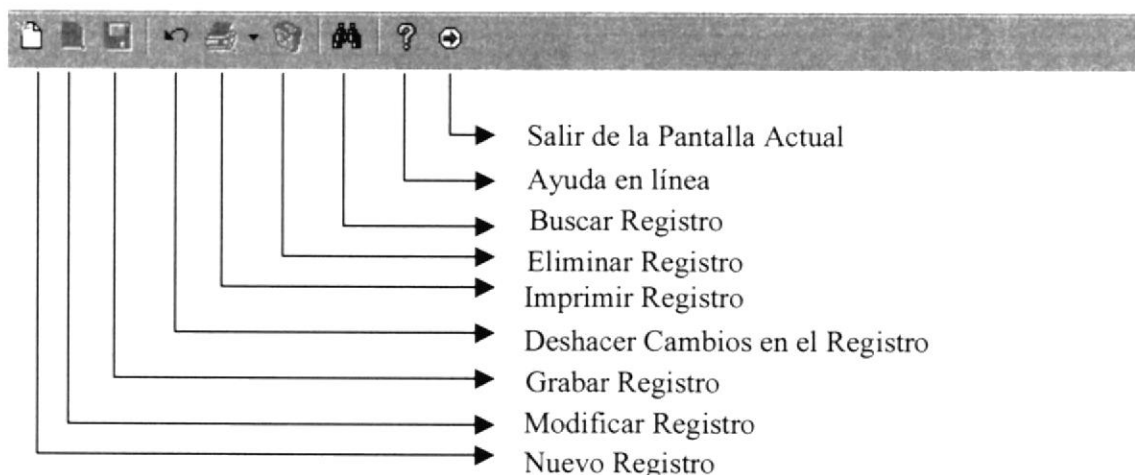 Salir de la Pantalla Actual
Ayuda en línea
Buscar Registro
Eliminar Registro
Imprimir Registro
Deshacer Cambios en el Registro
Grabar Registro
Modificar Registro
Nuevo Registro